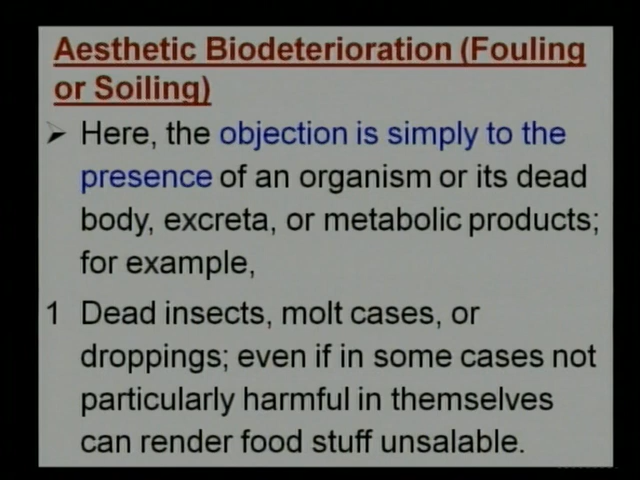 Aesthetic Biodeterioration (Fouling
or Soiling)
➢ Here, the objection is simply to the
presence of an organism or its dead
body, excreta, or metabolic products;
for example,
1 Dead insects, molt cases, or
droppings; even if in some cases not
particularly harmful in themselves
can render food stuff unsalable.